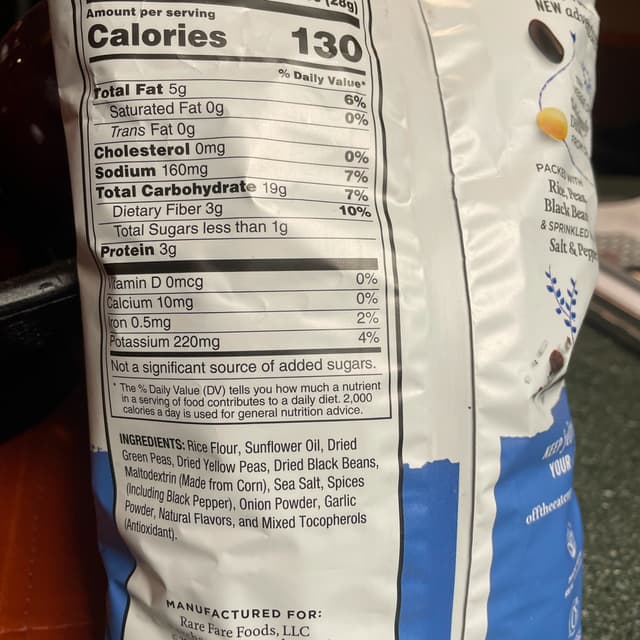 (28g)
Amount per serving
Calories 130
% Daily Value*
Total Fat 5g 6%
Saturated Fat 0g 0%
Trans Fat 0g
Cholesterol 0mg 0%
Sodium 160mg 7%
Total Carbohydrate 19g 7%
Dietary Fiber 3g 10%
Total Sugars less than 1g
Protein 3g
Vitamin D 0mcg 0%
Calcium 10mg 0%
Iron 0.5mg 2%
Potassium 220mg 4%
Not a significant source of added sugars.
* The % Daily Value (DV) tells you how much a nutrient
in a serving of food contributes to a daily diet. 2,000
calories a day is used for general nutrition advice.
INGREDIENTS: Rice Flour, Sunflower Oil, Dried
Green Peas, Dried Yellow Peas, Dried Black Beans,
Maltodextrin (Made from Corn), Sea Salt, Spices
(Including Black Pepper), Onion Powder, Garlic
Powder, Natural Flavors, and Mixed Tocopherols
(Antioxidant).
MANUFACTURED FOR:
Rare Fare Foods, LLC
NEW
PACKED WITH
Rice, Peas,
Black Bea
& SPRINKLED
Salt & Peppe
KEEP
YOUR
offtheeaten